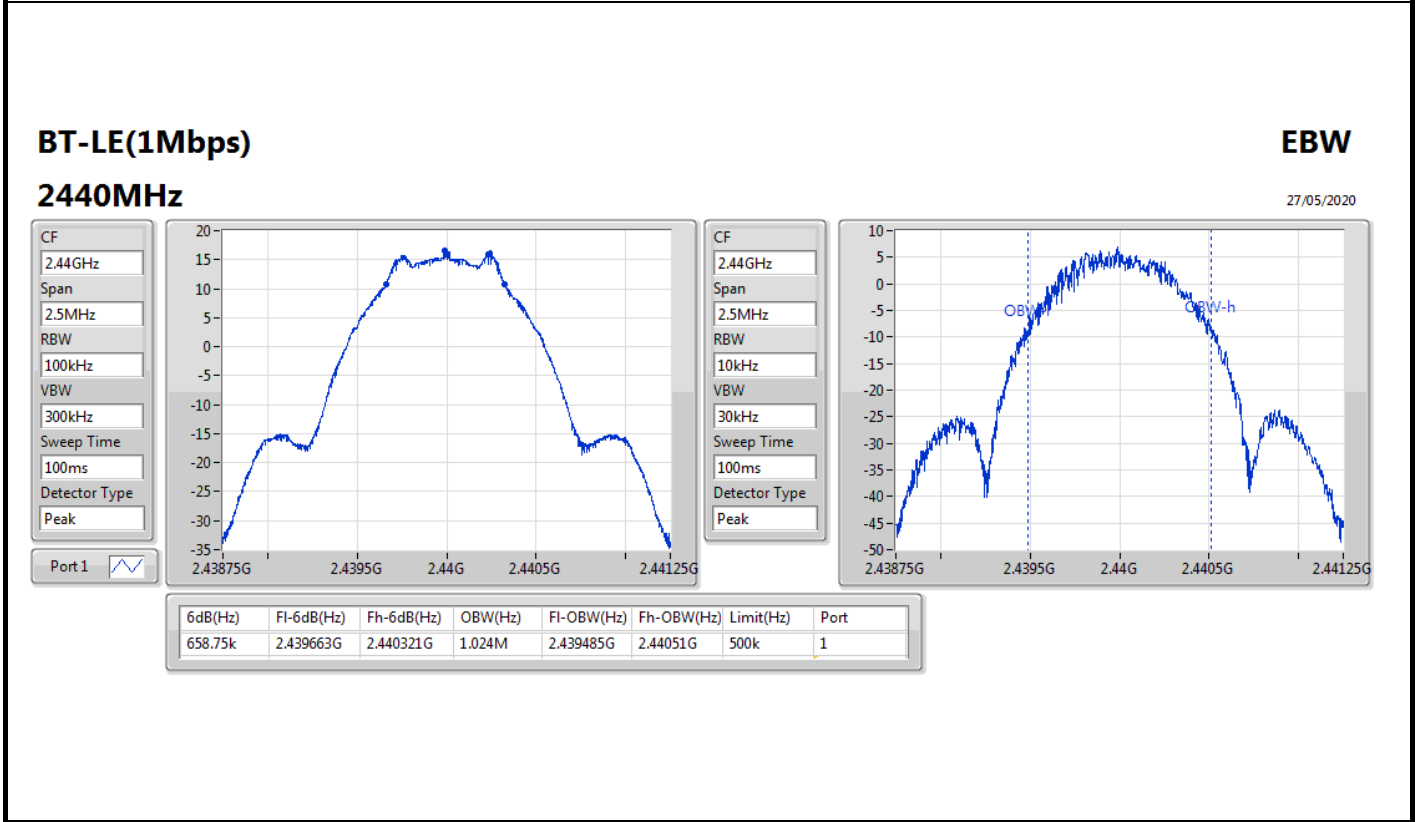 BT-LE(1Mbps)
EBW
2440MHz
27/05/2020
CF
2.44GHz
Span
2.5MHz
RBW
100kHz
VBW
300kHz
Sweep Time
100ms
Detector Type
Peak
Port 1
20
15
10
5
0
-5
-10
-15
-20
-25
-30
-35
2.43875G 2.4395G 2.44G 2.4405G 2.44125G
CF
2.44GHz
Span
2.5MHz
RBW
10kHz
VBW
30kHz
Sweep Time
100ms
Detector Type
Peak
10
5
0
-5
-10
-15
-20
-25
-30
-35
-40
-45
-50
OBW-h
2.43875G 2.4395G 2.44G 2.4405G 2.44125G
6dB(Hz) Fl-6dB(Hz) Fh-6dB(Hz) OBW(Hz) Fl-OBW(Hz) Fh-OBW(Hz) Limit(Hz) Port
658.75k 2.439663G 2.440321G 1.024M 2.439485G 2.44051G 500k 1